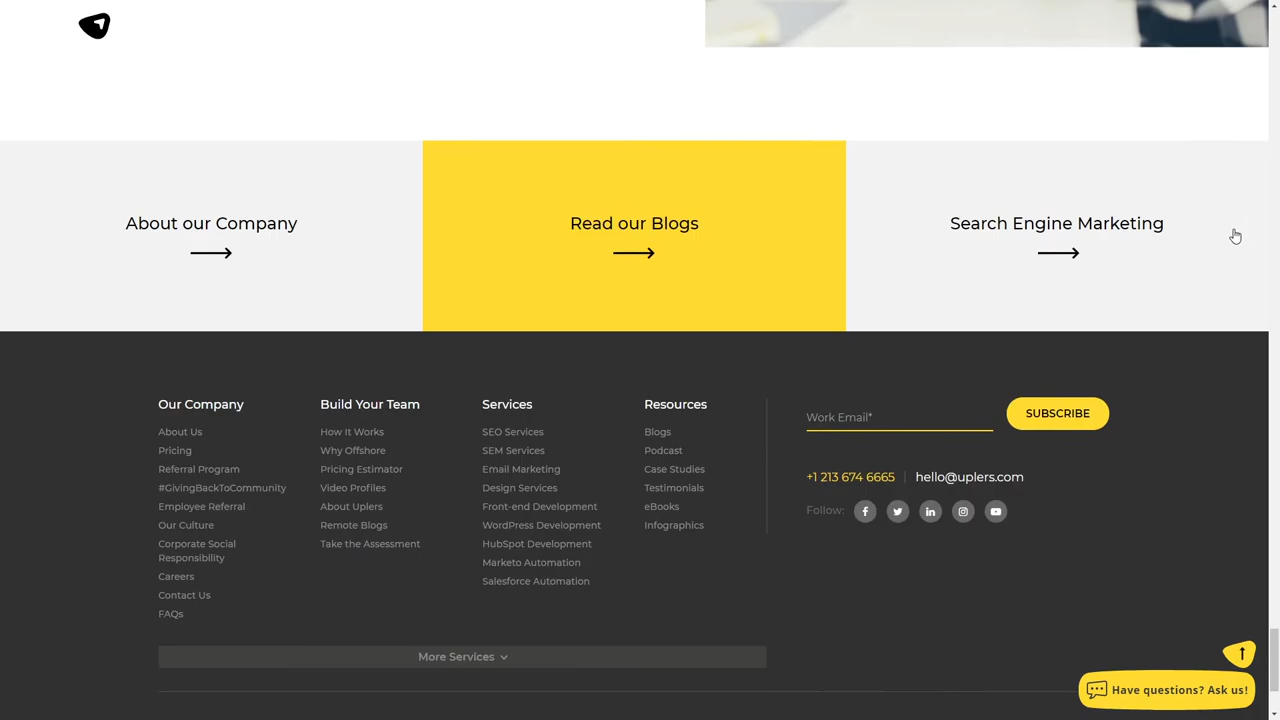 About our Company
Read our Blogs
Search Engine Marketing
Our Company
About Us
Pricing
Referral Program
#GivingBackToCommunity
Employee Referral
Our Culture
Corporate Social
Responsibility
Careers
Contact Us
FAQs
Build Your Team
How It Works
Why Offshore
Pricing Estimator
Video Profiles
About Uplers
Remote Blogs
Take the Assessment
Services
SEO Services
SEM Services
Email Marketing
Design Services
Front-end Development
WordPress Development
HubSpot Development
Marketo Automation
Salesforce Automation
Resources
Blogs
Podcast
Case Studies
Testimonials
eBooks
Infographics
Work Email*
SUBSCRIBE
+1 213 674 6665 | hello@uplers.com
Follow:
More Services
Have questions? Ask us!